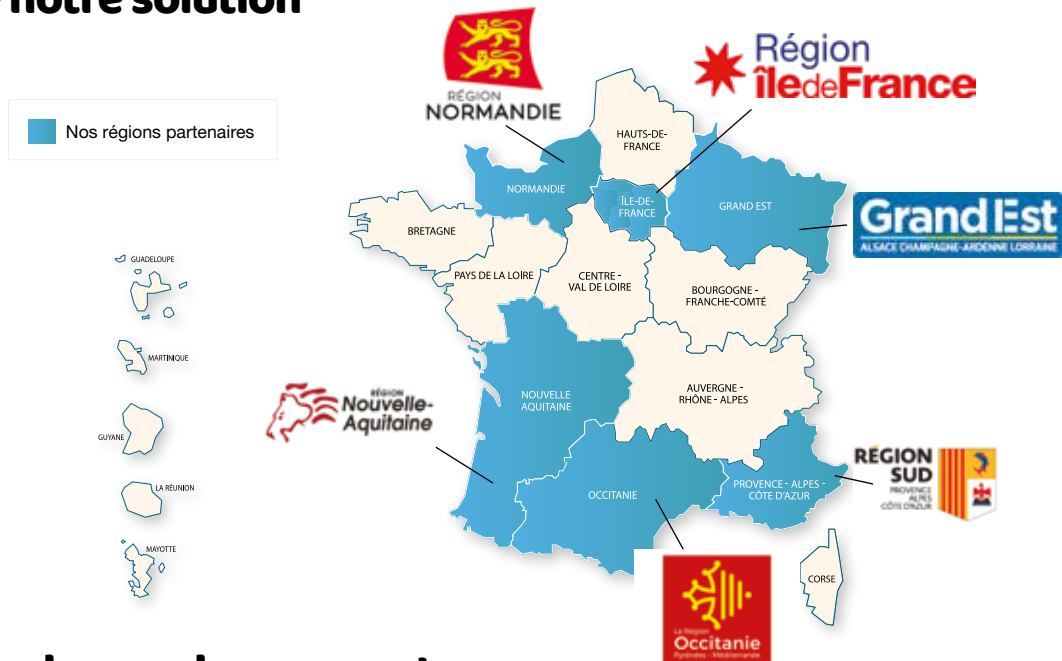 notre solution
Nos régions partenaires
RÉGION
NORMANDIE
Région
îledeFrance
HAUTS-DE-
FRANCE
NORMANDIE
ÎLE-DE-
FRANCE
GRAND EST
GrandEst
ALSACE CHAMPAGNE-ARDENNE LORRAINE
BRETAGNE
PAYS DE LA LOIRE
CENTRE -
VAL DE LOIRE
BOURGOGNE -
FRANCHE-COMTÉ
GUADELOUPE
MARTINIQUE
GUYANE
LA RÉUNION
MAYOTTE
RÉGION
Nouvelle-
Aquitaine
NOUVELLE
AQUITAINE
AUVERGNE -
RHÔNE - ALPES
OCCITANIE
PROVENCE - ALPES -
CÔTE D'AZUR
RÉGION
SUD
PROVENCE
ALPES
CÔTE D'AZUR
CORSE
La Région
Occitanie
Pyrénées - Méditerranée